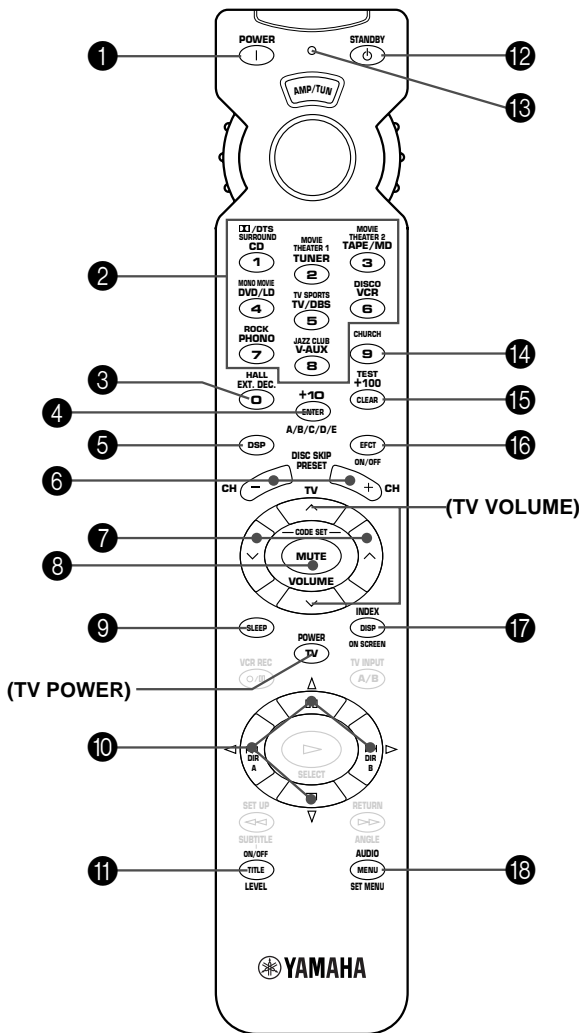 POWER
STANDBY
1
12
13
AMP/TUN
DD/DTS
SURROUND
CD
1
MOVIE
THEATER 1
TUNER
2
MOVIE
THEATER 2
TAPE/MD
3
2
MONO MOVIE
DVD/LD
4
TV SPORTS
TV/DBS
5
DISCO
VCR
6
ROCK
PHONO
7
JAZZ CLUB
V-AUX
8
CHURCH
9
14
3
HALL
EXT. DEC.
0
+10
ENTER
A/B/C/D/E
TEST
+100
CLEAR
15
4
5
DSP
EFCT
ON/OFF
16
DISC SKIP
PRESET
6
CH
–
TV
+
CH
(TV VOLUME)
7
CODE SET
MUTE
VOLUME
8
9
SLEEP
INDEX
DISP
ON SCREEN
17
POWER
TV
(TV POWER)
VCR REC
TV INPUT
A/B
10
DIR
A
DIR
B
SELECT
SET UP
SUBTITLE
RETURN
ANGLE
11
ON/OFF
TITLE
LEVEL
AUDIO
MENU
SET MENU
18
YAMAHA